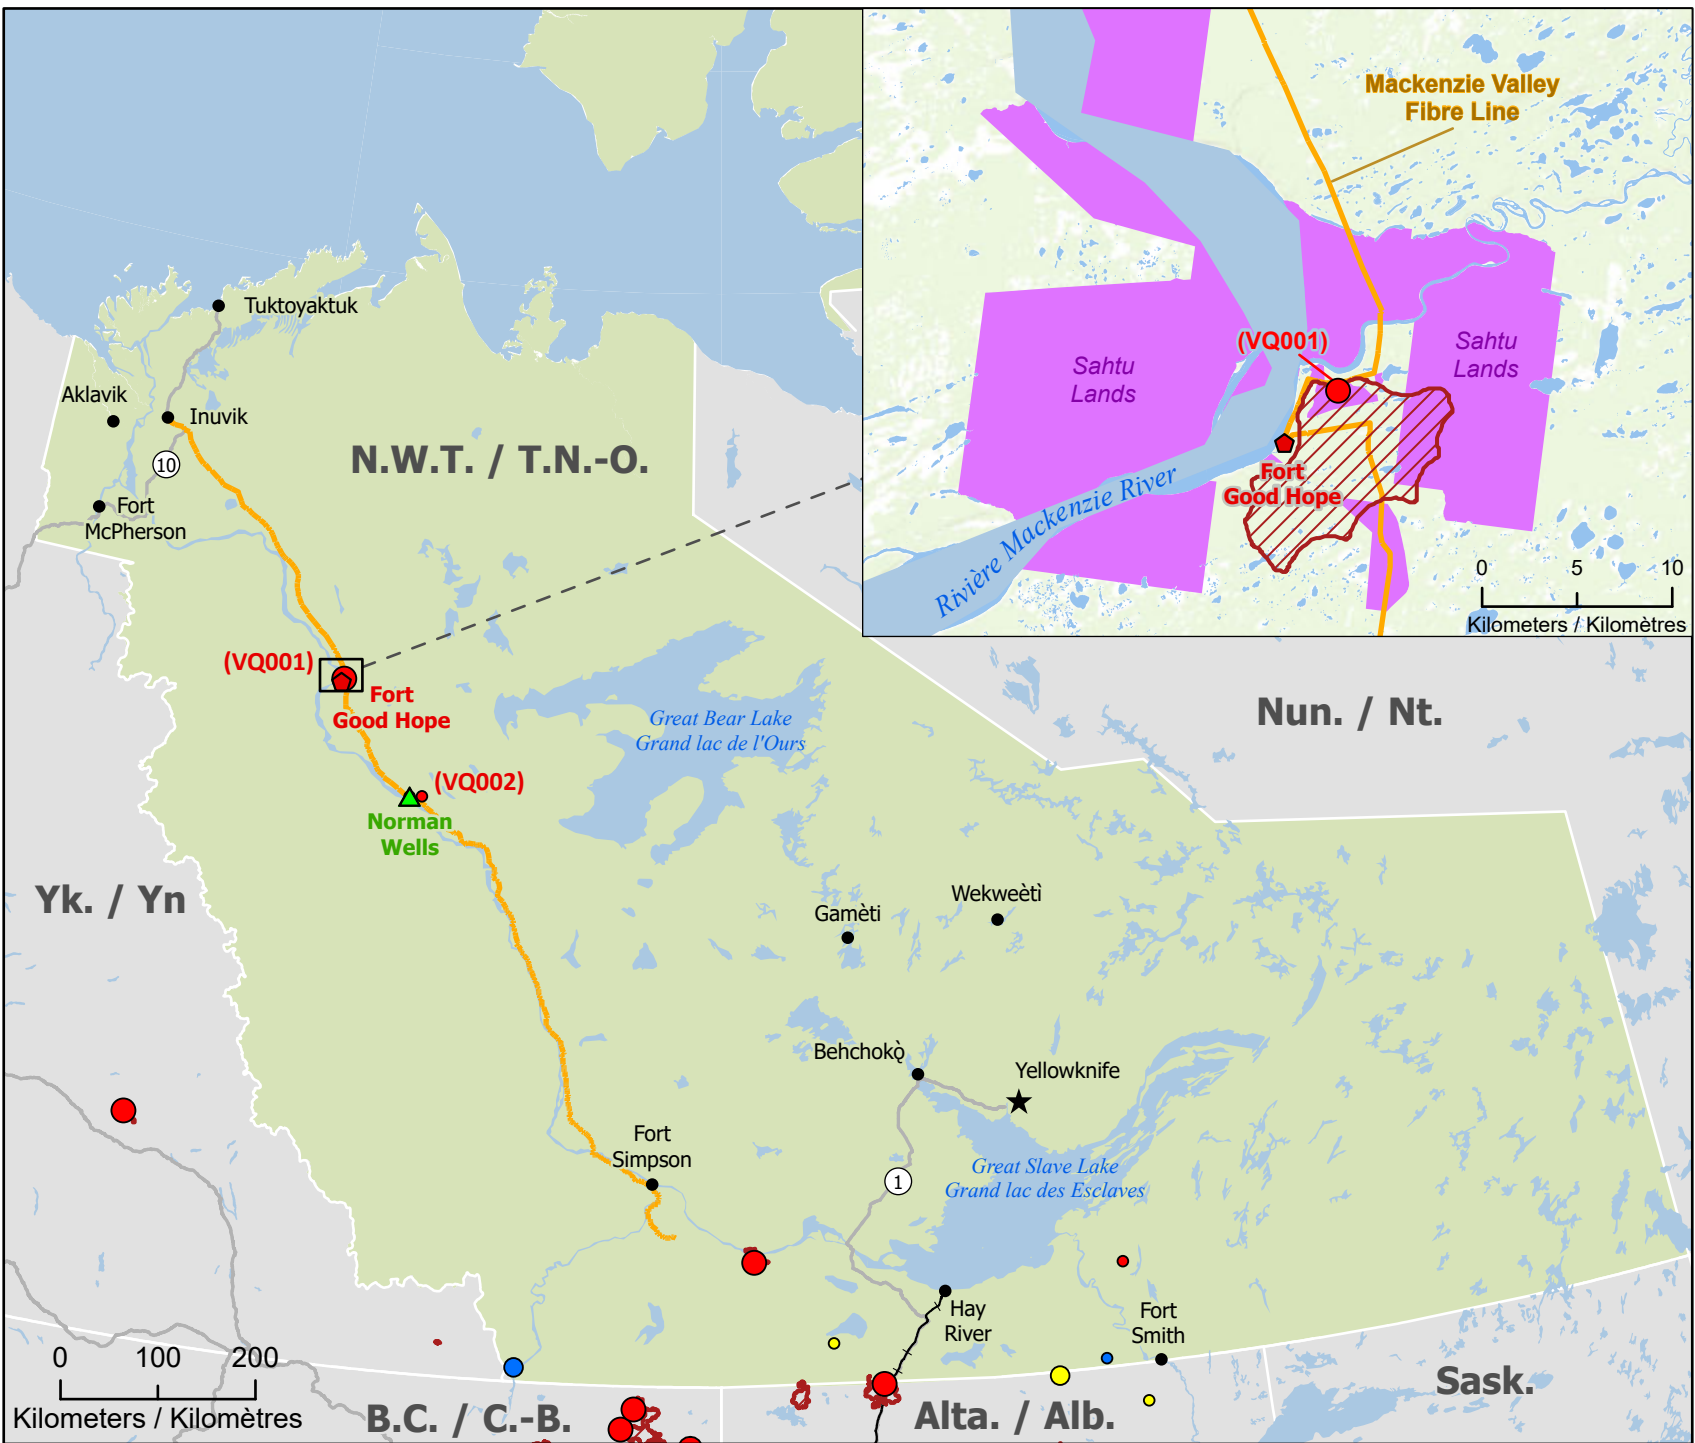 Mackenzie Valley
Fibre Line
(VQ001)
Sahtu
Lands
Sahtu
Lands
Fort
Good Hope
Rivière Mackenzie River
0 5 10
Kilometers / Kilomètres
Tuktoyaktuk
Aklavik
Inuvik
N.W.T. / T.N.-O.
10
Fort
McPherson
(VQ001)
Fort
Good Hope
Great Bear Lake
Grand lac de l'Ours
Nun. / Nt.
(VQ002)
Norman
Wells
Yk. / Yn
Wekweètì
Gamèti
Behchokǫ̀
Yellowknife
Fort
Simpson
Great Slave Lake
Grand lac des Esclaves
1
Hay
River
Fort
Smith
0 100 200
Kilometers / Kilomètres
B.C. / C.-B.
Alta. / Alb.
Sask.